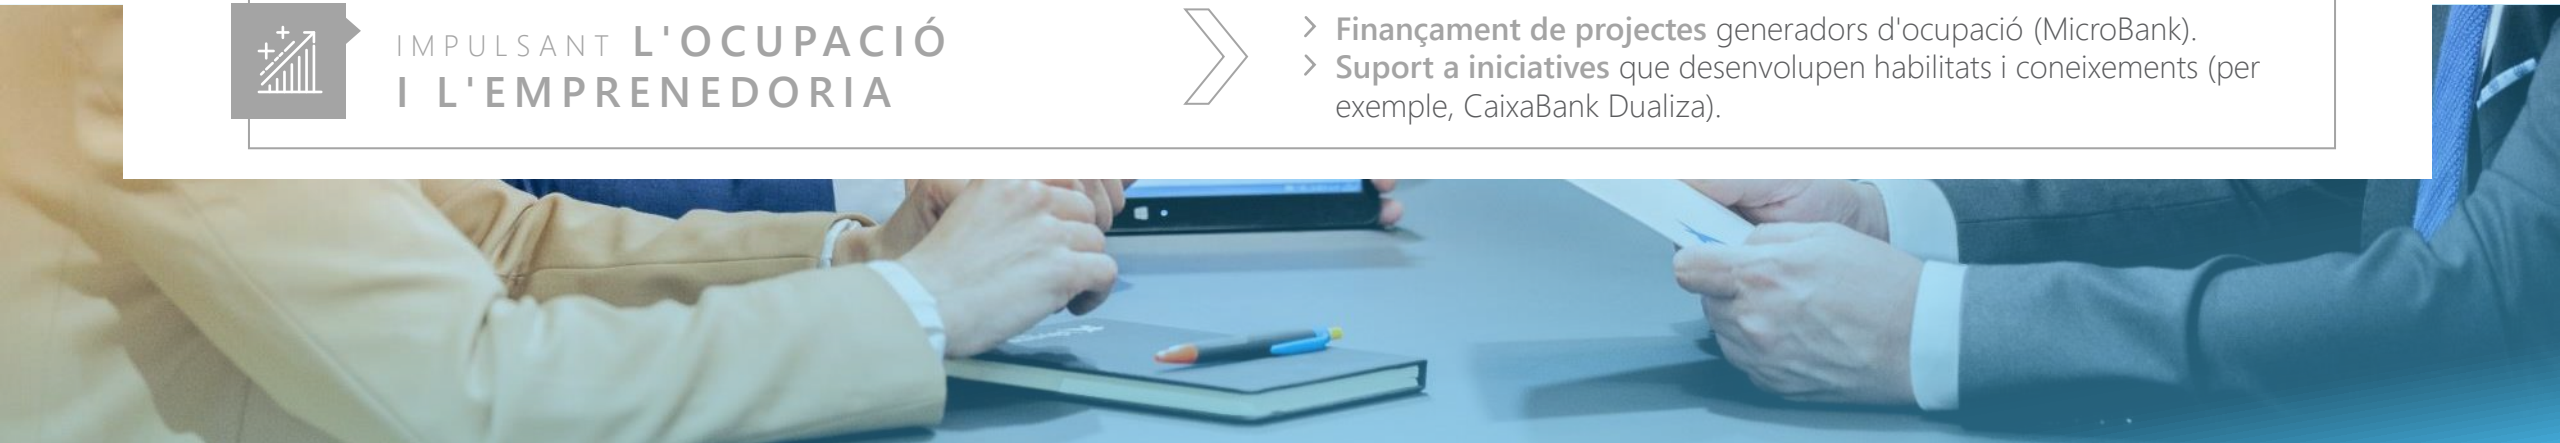 IMPULSANT L'OCUPACIÓ
I L'EMPRENEDORIA
Finançament de projectes generadors d'ocupació (MicroBank).
Suport a iniciatives que desenvolupen habilitats i coneixements (per
exemple, CaixaBank Dualiza).